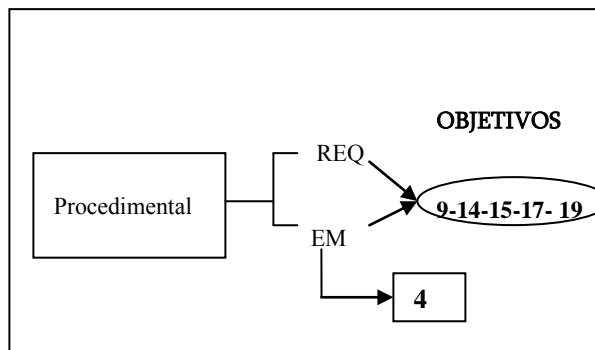 OBJETIVOS
REQ
Procedimental
9-14-15-17- 19
EM
4